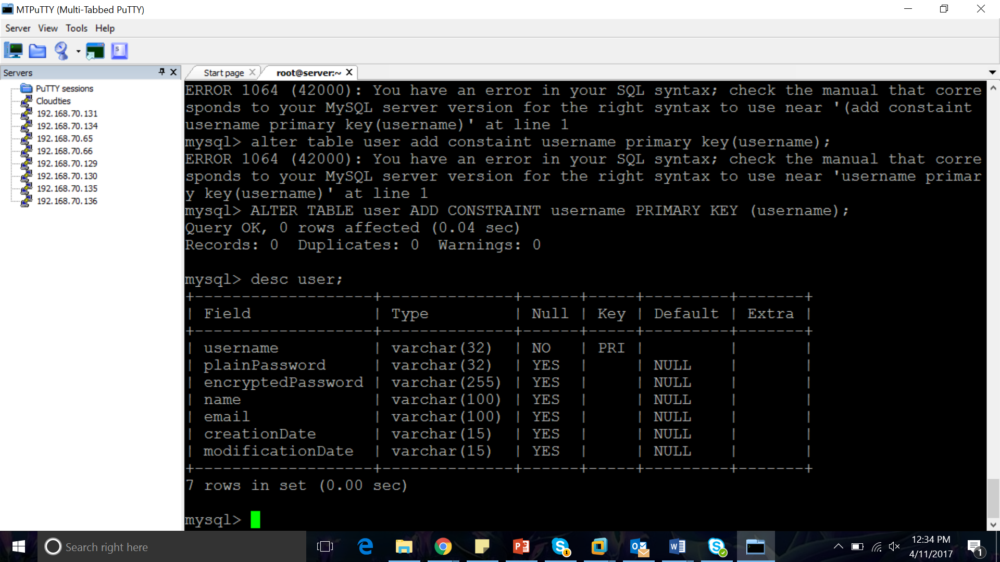 MTPuTTY (Multi-Tabbed PuTTY)
Server View Tools Help
Servers
PuTTY sessions
Cloudties
192.168.70.131
192.168.70.134
192.168.70.65
192.168.70.66
192.168.70.129
192.168.70.130
192.168.70.135
192.168.70.136
Start page root@server:~
ERROR 1064 (42000): You have an error in your SQL syntax; check the manual that corre
sponds to your MySQL server version for the right syntax to use near '(add constaint
username primary key(username)' at line 1
mysql> alter table user add constaint username primary key(username);
ERROR 1064 (42000): You have an error in your SQL syntax; check the manual that corre
sponds to your MySQL server version for the right syntax to use near 'username primar
y key(username)' at line 1
mysql> ALTER TABLE user ADD CONSTRAINT username PRIMARY KEY (username);
Query OK, 0 rows affected (0.04 sec)
Records: 0  Duplicates: 0  Warnings: 0
mysql> desc user;
+-------------------+--------------+------+-----+---------+-------+
| Field             | Type         | Null | Key | Default | Extra |
+-------------------+--------------+------+-----+---------+-------+
| username          | varchar(32)  | NO   | PRI |         |       |
| plainPassword     | varchar(32)  | YES  |     | NULL    |       |
| encryptedPassword | varchar(255) | YES  |     | NULL    |       |
| name              | varchar(100) | YES  |     | NULL    |       |
| email             | varchar(100) | YES  |     | NULL    |       |
| creationDate      | varchar(15)  | YES  |     | NULL    |       |
| modificationDate  | varchar(15)  | YES  |     | NULL    |       |
+-------------------+--------------+------+-----+---------+-------+
7 rows in set (0.00 sec)
mysql>
Search right here
12:34 PM
4/11/2017
1